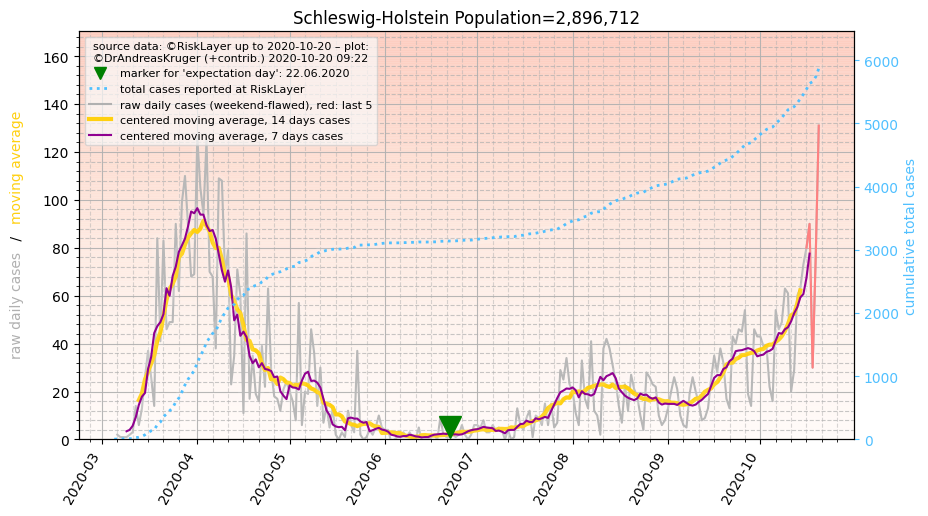 Schleswig-Holstein Population=2,896,712
source data: ©RiskLayer up to 2020-10-20 – plot:
©DrAndreasKruger (+contrib.) 2020-10-20 09:22
marker for 'expectation day': 22.06.2020
total cases reported at RiskLayer
raw daily cases (weekend-flawed), red: last 5
centered moving average, 14 days cases
centered moving average, 7 days cases
raw daily cases / moving average
160
140
120
100
80
60
40
20
0
6000
5000
4000
3000
2000
1000
0
cumulative total cases
2020-03
2020-04
2020-05
2020-06
2020-07
2020-08
2020-09
2020-10